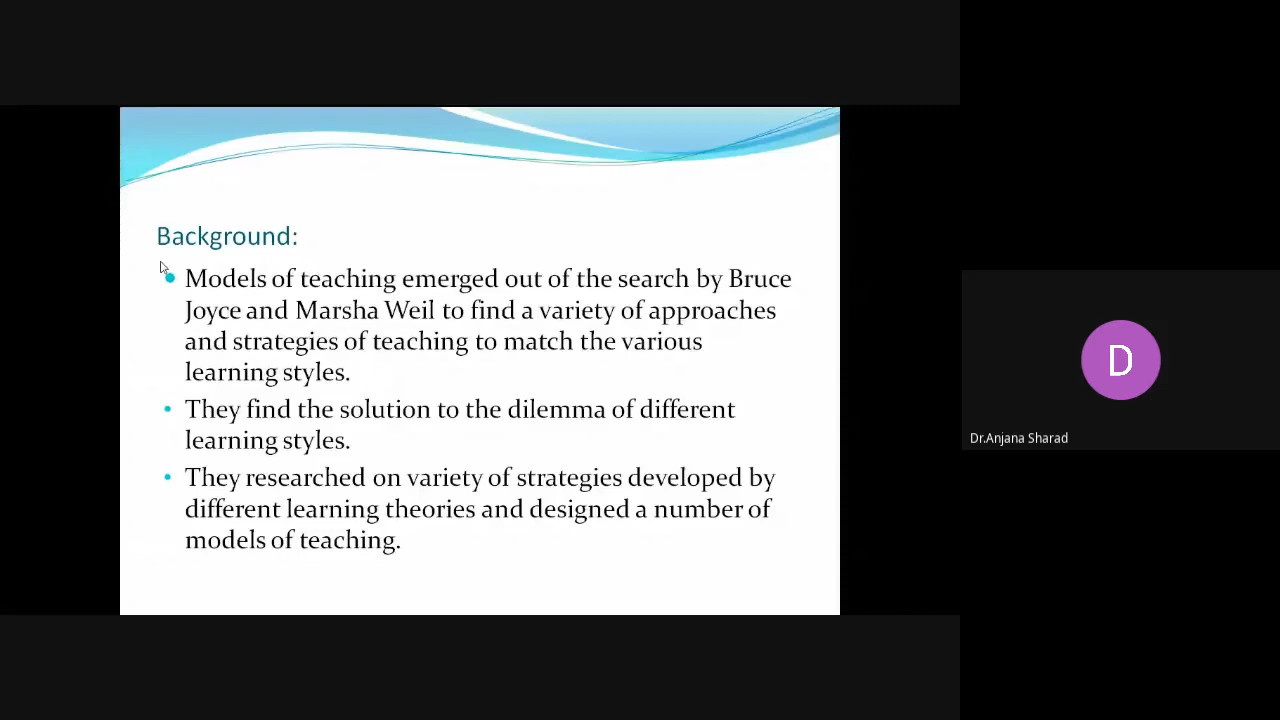 Background:
Models of teaching emerged out of the search by Bruce
Joyce and Marsha Weil to find a variety of approaches
and strategies of teaching to match the various
learning styles.
They find the solution to the dilemma of different
learning styles.
They researched on variety of strategies developed by
different learning theories and designed a number of
models of teaching.
D
Dr.Anjana Sharad